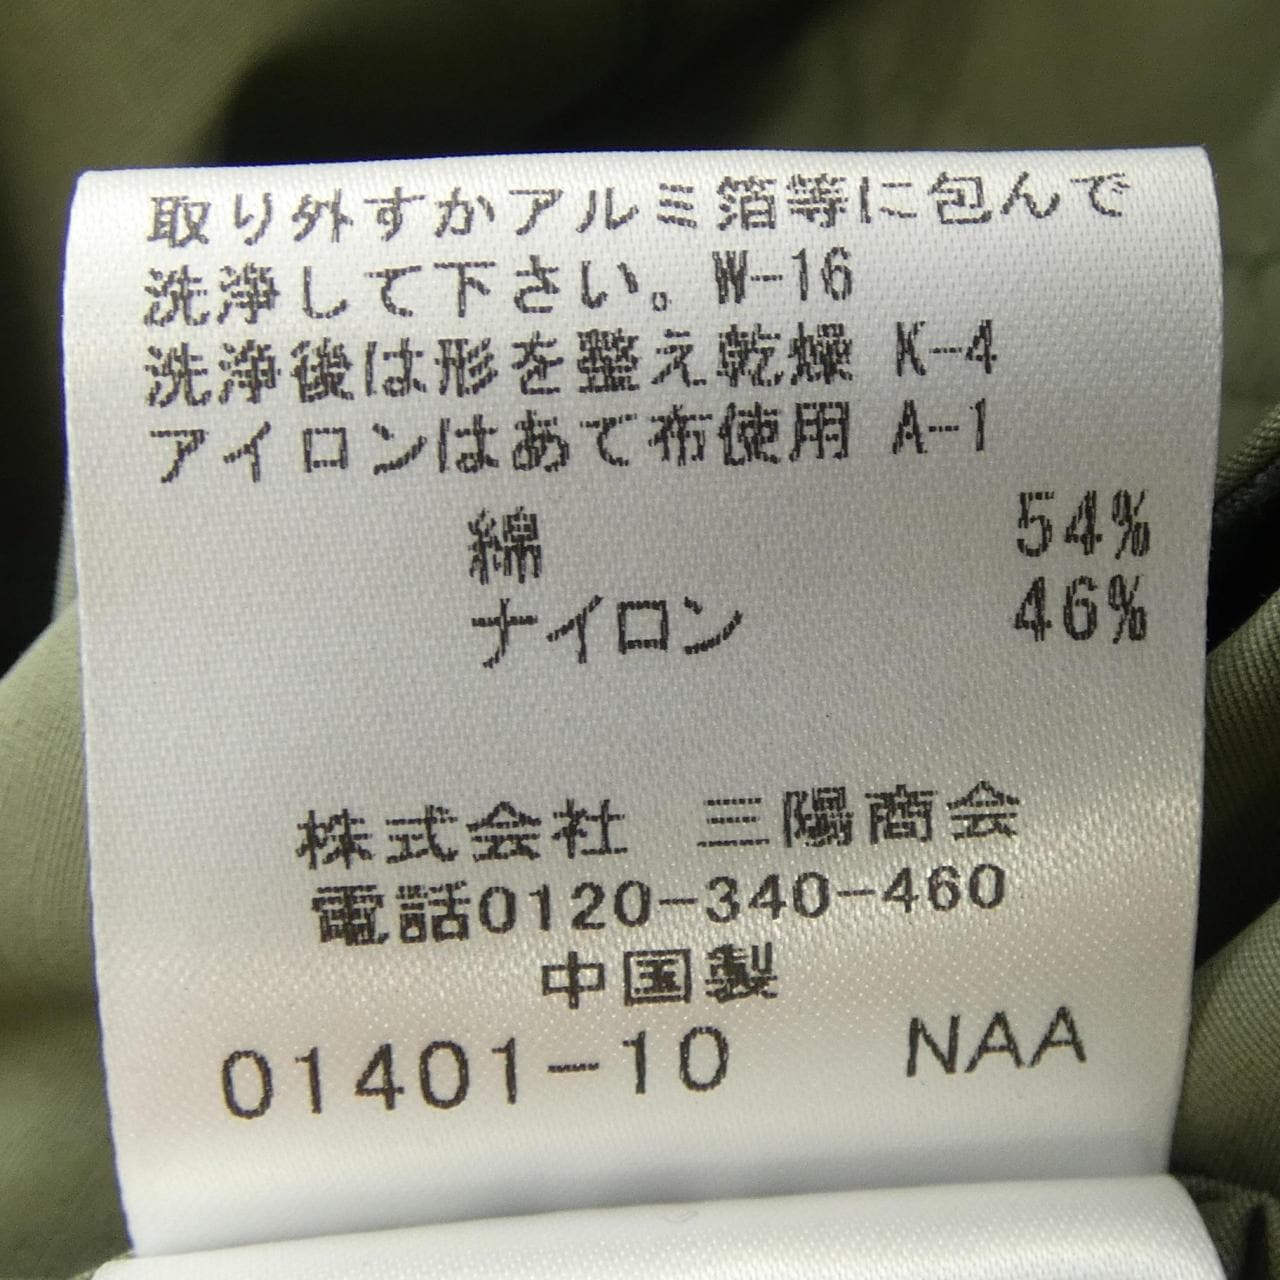 取り外すかアルミ箔等に包んで
洗浄して下さい。W-16
洗浄後は形を整え乾燥 K-4
アイロンはあて布使用 A-1
綿 54%
ナイロン 46%
株式会社 三陽商会
電話0120-340-460
中国製
01401-10 NAA